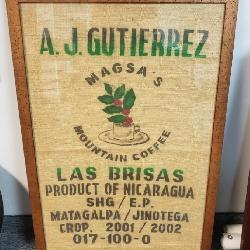 A.J. GUTIERREZ
MAGSA'S
MOUNTAIN COFFEE
LAS BRISAS
PRODUCT OF NICARAGUA
SHG / E.P.
MATAGALPA / JINOTEGA
CROP. 2001 / 2002
017-100-0